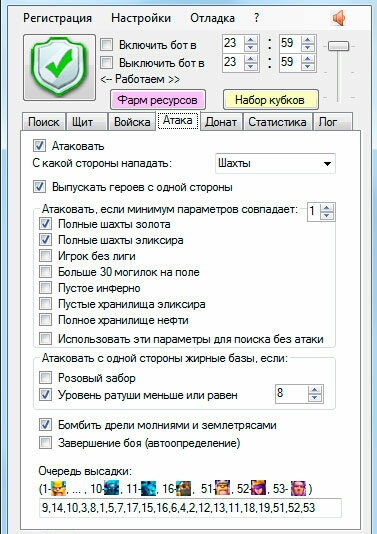 Регистрация Настройки Отладка ?
Включить бот в 23 : 59
Выключить бот в 23 : 59
<-- Работаем >>
Фарм ресурсов Набор кубков
Поиск Щит Войска Атака Донат Статистика Лог
Атаковать
С какой стороны нападать: Шахты
Выпускать героев с одной стороны
Атаковать, если минимум параметров совпадает: 1
Полные шахты золота
Полные шахты эликсира
Игрок без лиги
Больше 30 могилок на поле
Пустое инферно
Пустые хранилища эликсира
Полное хранилище нефти
Использовать эти параметры для поиска без атаки
Атаковать с одной стороны жирные базы, если:
Розовый забор
Уровень ратуши меньше или равен 8
Бомбить дрели молниями и землетрясами
Завершение боя (автоопределение)
Очередь высадки:
(1- , ... , 10- , 11- , 16- , 51- , 52- , 53- )
9,14,10,3,8,1,5,7,17,15,16,6,4,2,12,13,11,18,19,51,52,53